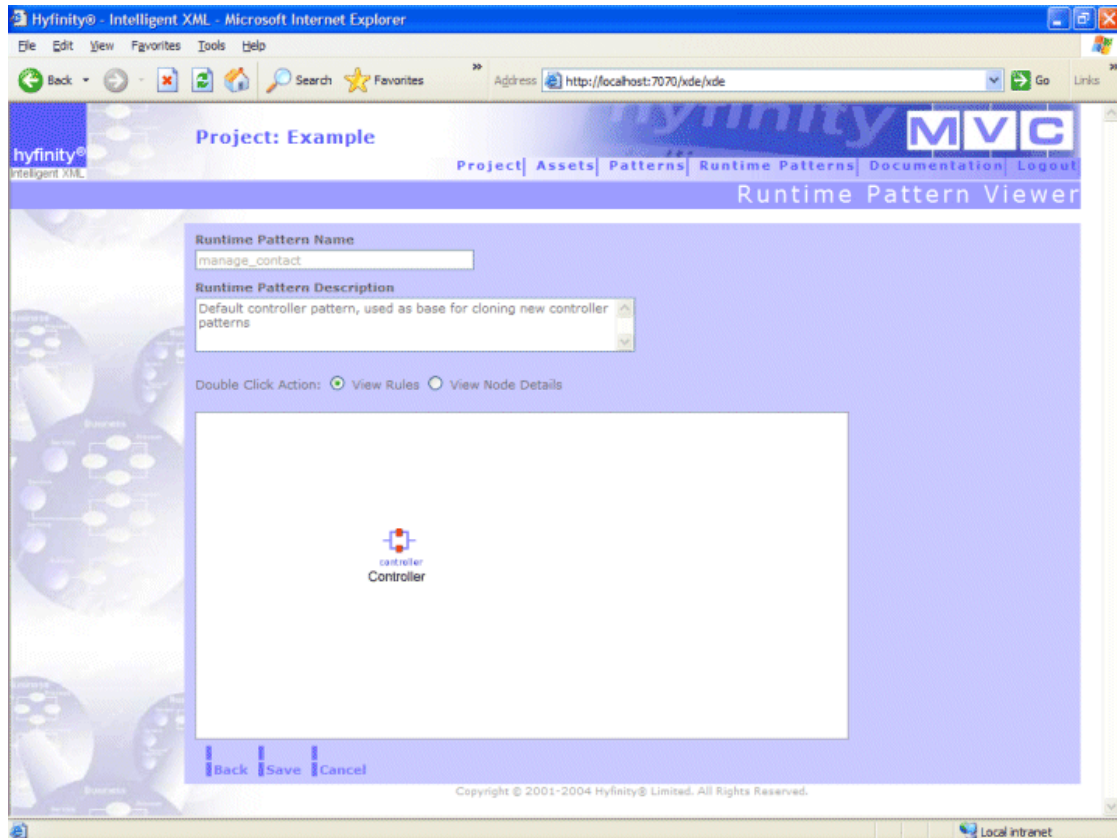 Hyfinity® - Intelligent XML - Microsoft Internet Explorer
File Edit View Favorites Tools Help
Back Search Favorites » Address http://localhost:7070/xde/xde Go Links »
hyfinity MVC
Project: Example
hyfinity®
Intelligent XML
Project| Assets| Patterns| Runtime Patterns| Documentation| Logout|
Runtime Pattern Viewer
Runtime Pattern Name
manage_contact
Runtime Pattern Description
Default controller pattern, used as base for cloning new controller
patterns
Double Click Action: View Rules View Node Details
controller
Controller
Back Save Cancel
Copyright © 2001-2004 Hyfinity® Limited. All Rights Reserved.
Local intranet